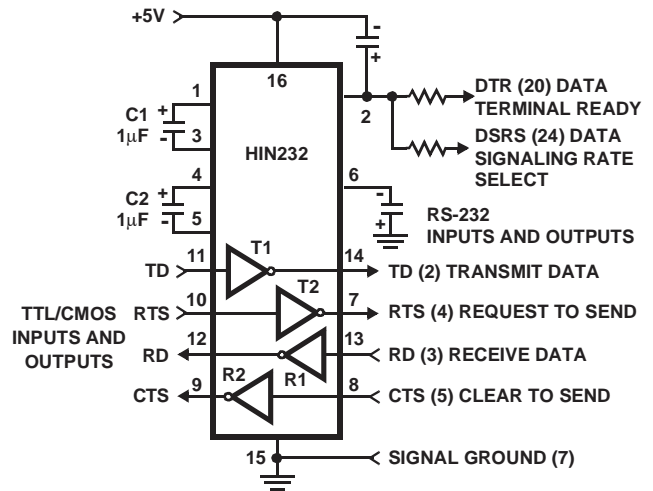 +5V
-
+
16
1
C1
+
1μF
-
3
HIN232
2
DTR (20) DATA
TERMINAL READY
DSRS (24) DATA
SIGNALING RATE
SELECT
4
C2
+
1μF
-
5
6
-
+
RS-232
INPUTS AND OUTPUTS
TTL/CMOS
INPUTS AND
OUTPUTS
TD
11
T1
14
TD (2) TRANSMIT DATA
RTS
10
T2
7
RTS (4) REQUEST TO SEND
RD
12
R1
13
RD (3) RECEIVE DATA
CTS
9
R2
8
CTS (5) CLEAR TO SEND
15
SIGNAL GROUND (7)